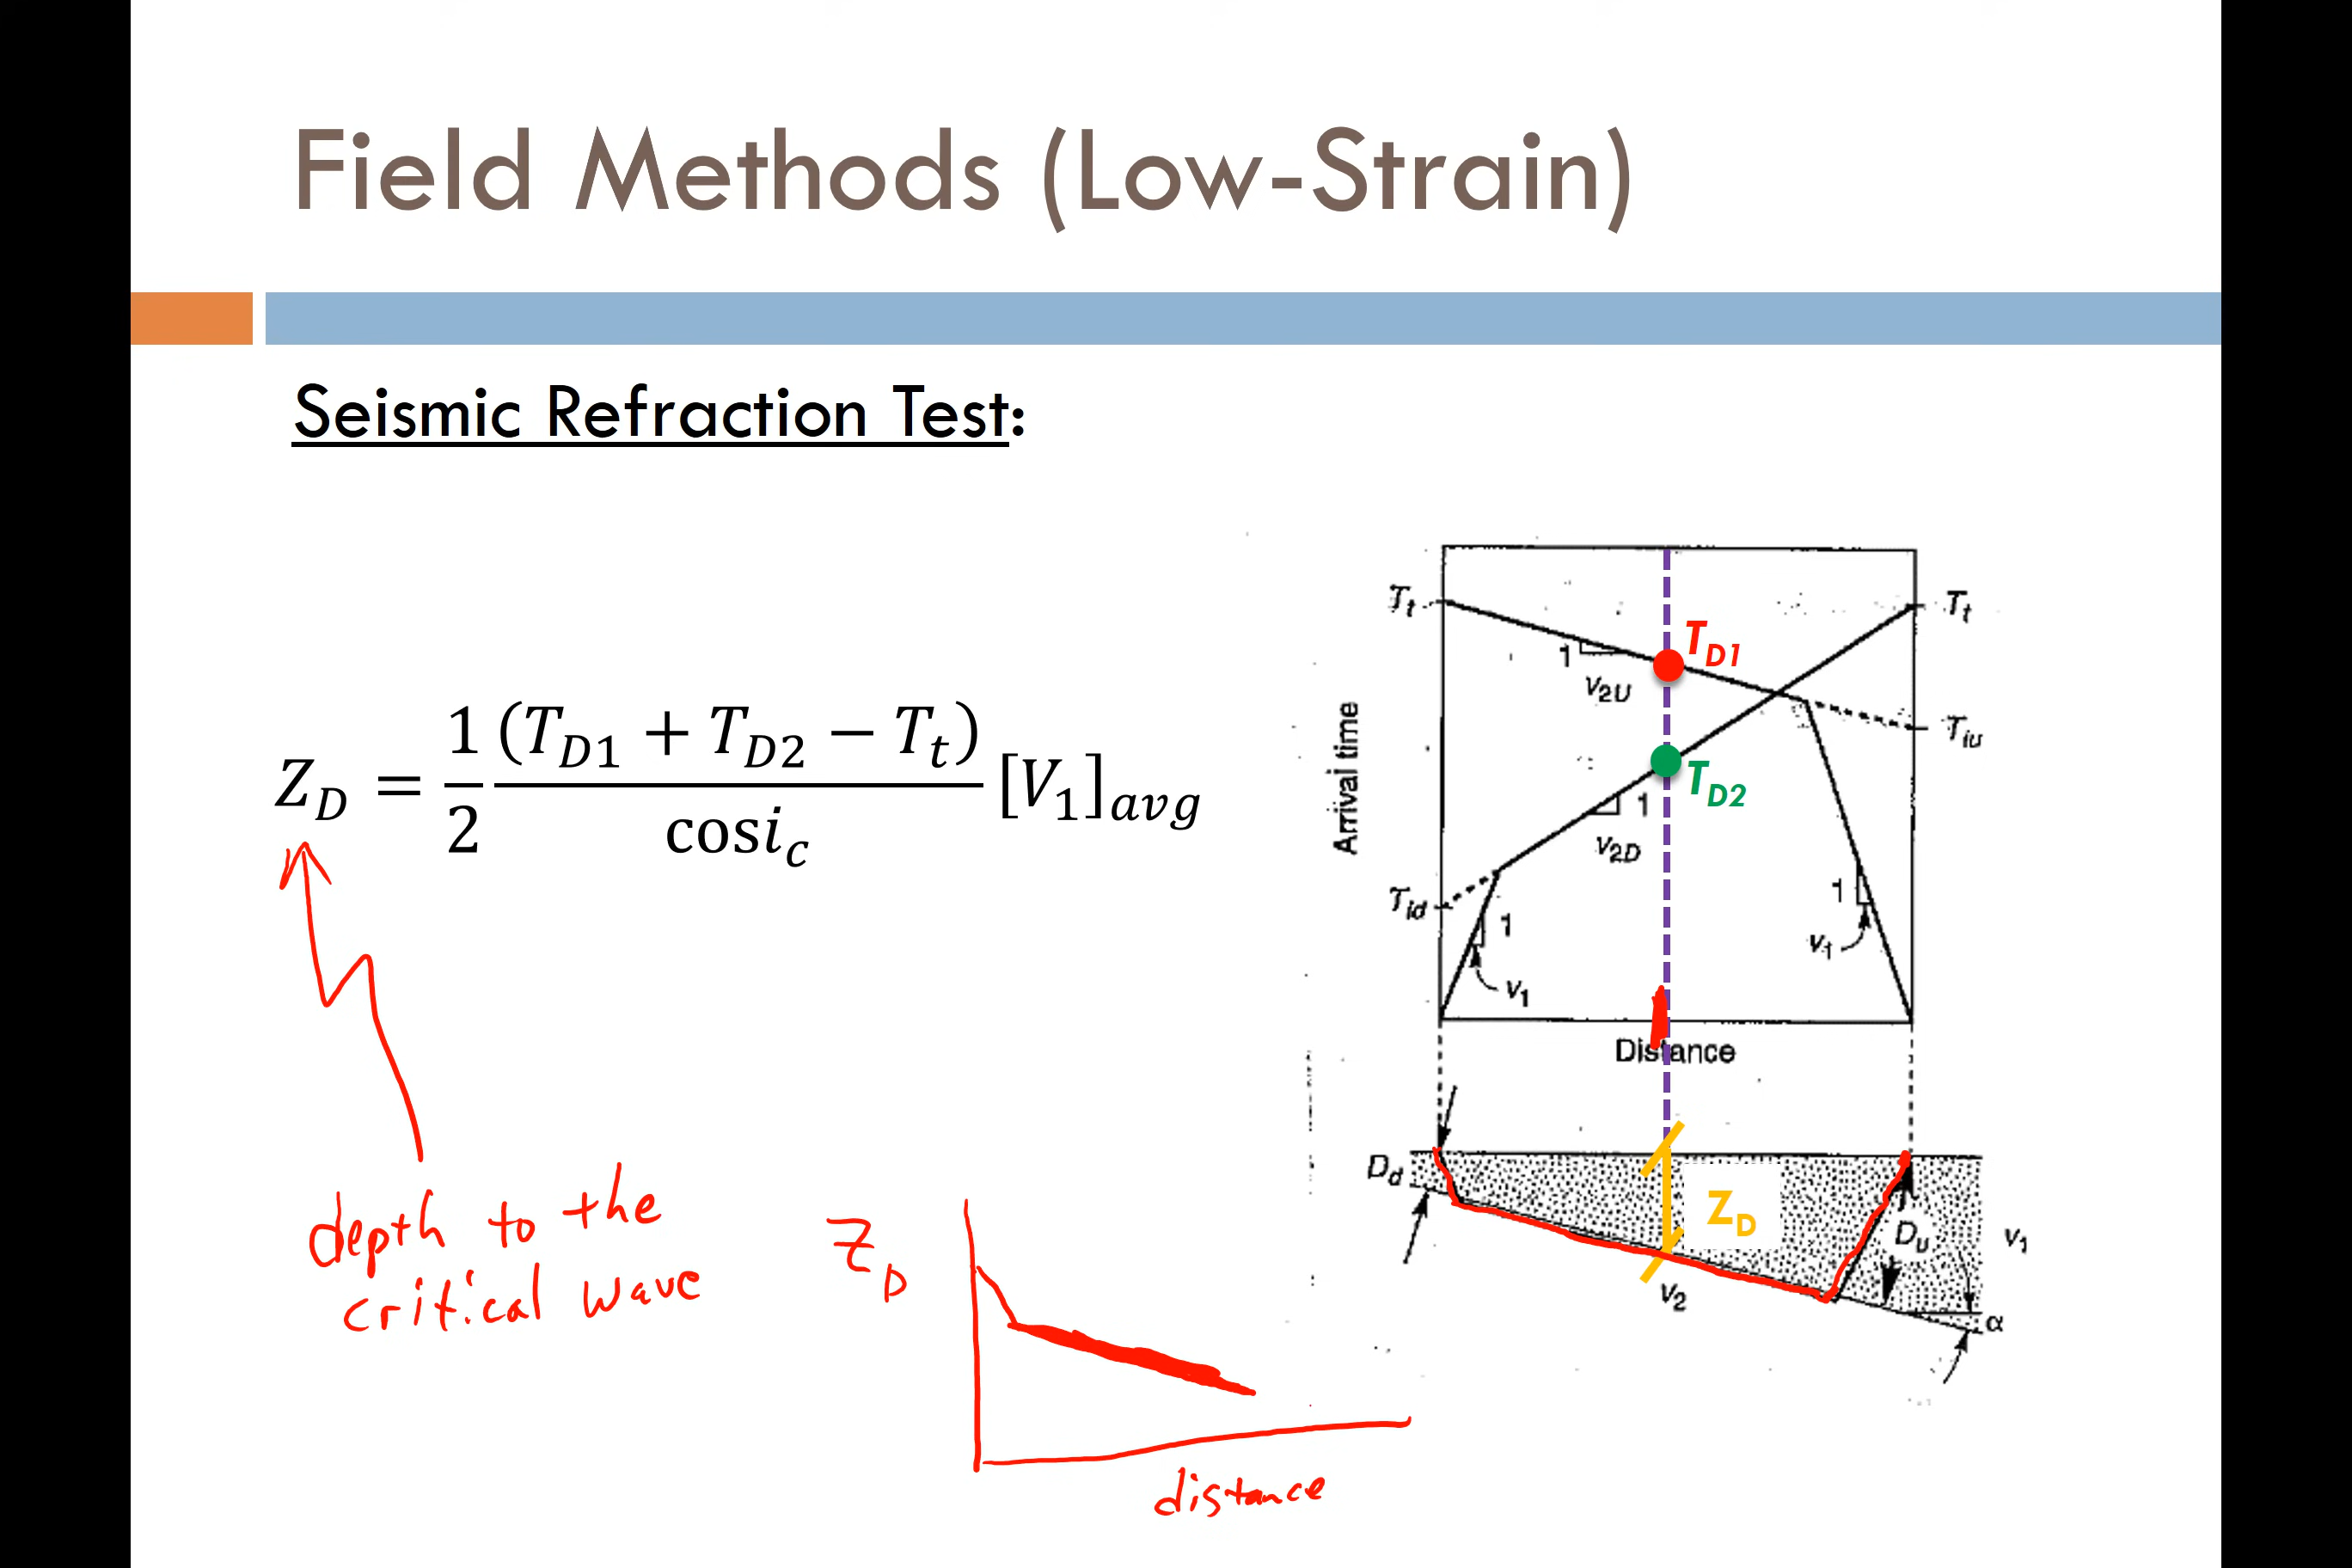 Field Methods (Low-Strain)
Seismic Refraction Test:
Z_D = 1/2 (T_D1 + T_D2 − T_t)/cosi_c [V_1]_avg
depth to the
critical wave
Z_D
distance
Arrival time
T_t
T_t
T_D1
1
V_2U
T_iu
T_D2
1
V_2D
T_id
1
V_1
1
V_1
Distance
D_d
Z_D
D_u
V_1
V_2
α